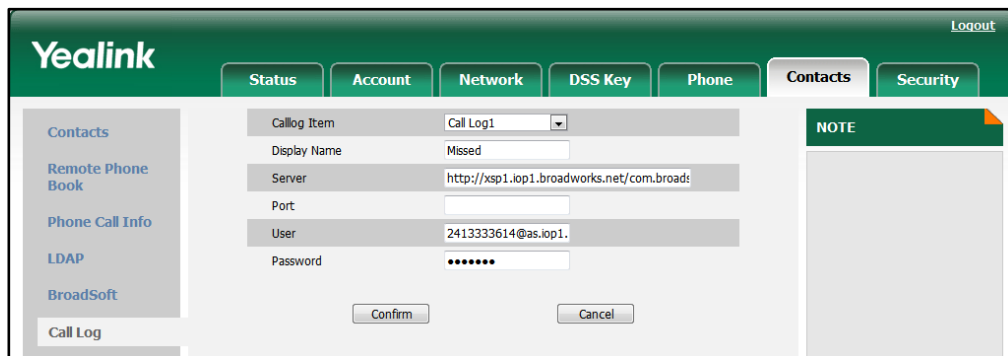 Logout
Yealink
Status Account Network DSS Key Phone Contacts Security
Contacts
Remote Phone
Book
Phone Call Info
LDAP
BroadSoft
Call Log
Callog Item Call Log1
Display Name Missed
Server http://xsp1.iop1.broadworks.net/com.broads
Port
User 2413333614@as.iop1.
Password •••••••
Confirm Cancel
NOTE